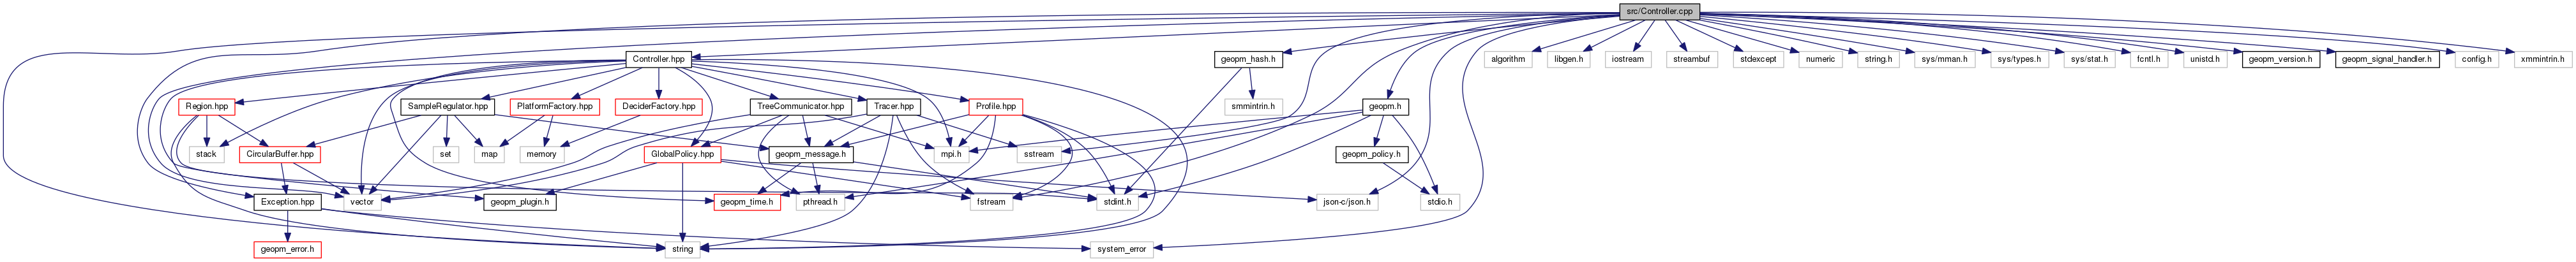 src/Controller.cpp
Controller.hpp
geopm_hash.h
algorithm
libgen.h
iostream
streambuf
stdexcept
numeric
string.h
sys/mman.h
sys/types.h
sys/stat.h
fcntl.h
unistd.h
geopm_version.h
geopm_signal_handler.h
config.h
xmmintrin.h
Region.hpp
SampleRegulator.hpp
PlatformFactory.hpp
DeciderFactory.hpp
TreeCommunicator.hpp
Tracer.hpp
Profile.hpp
smmintrin.h
geopm.h
stack
CircularBuffer.hpp
set
map
memory
GlobalPolicy.hpp
geopm_message.h
mpi.h
sstream
geopm_policy.h
Exception.hpp
vector
geopm_plugin.h
geopm_time.h
pthread.h
fstream
stdint.h
json-c/json.h
stdio.h
geopm_error.h
string
system_error